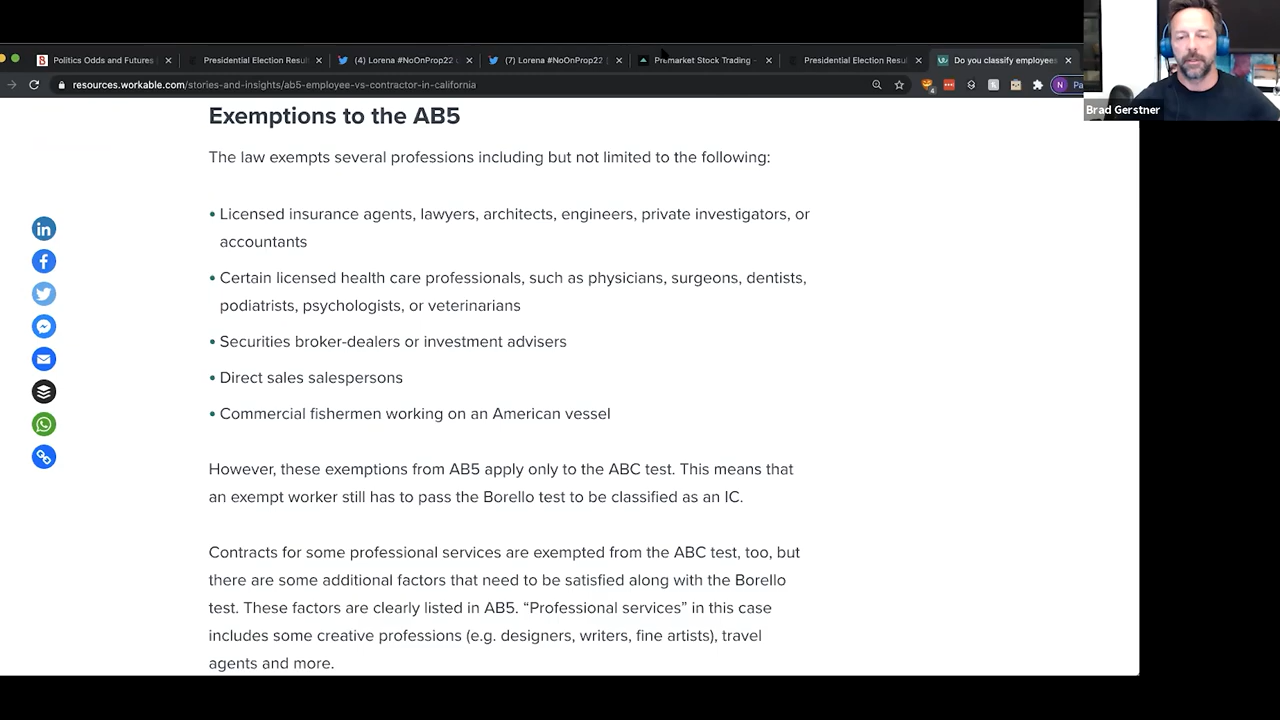 Politics Odds and Futures
Presidential Election Resul
(4) Lorena #NoOnProp22
(7) Lorena #NoOnProp22
Premarket Stock Trading -
Presidential Election Resul
Do you classify employees
resources.workable.com/stories-and-insights/ab5-employee-vs-contractor-in-california
N
Pa
Brad Gerstner
Exemptions to the AB5
The law exempts several professions including but not limited to the following:
• Licensed insurance agents, lawyers, architects, engineers, private investigators, or
accountants
• Certain licensed health care professionals, such as physicians, surgeons, dentists,
podiatrists, psychologists, or veterinarians
• Securities broker-dealers or investment advisers
• Direct sales salespersons
• Commercial fishermen working on an American vessel
However, these exemptions from AB5 apply only to the ABC test. This means that
an exempt worker still has to pass the Borello test to be classified as an IC.
Contracts for some professional services are exempted from the ABC test, too, but
there are some additional factors that need to be satisfied along with the Borello
test. These factors are clearly listed in AB5. “Professional services” in this case
includes some creative professions (e.g. designers, writers, fine artists), travel
agents and more.